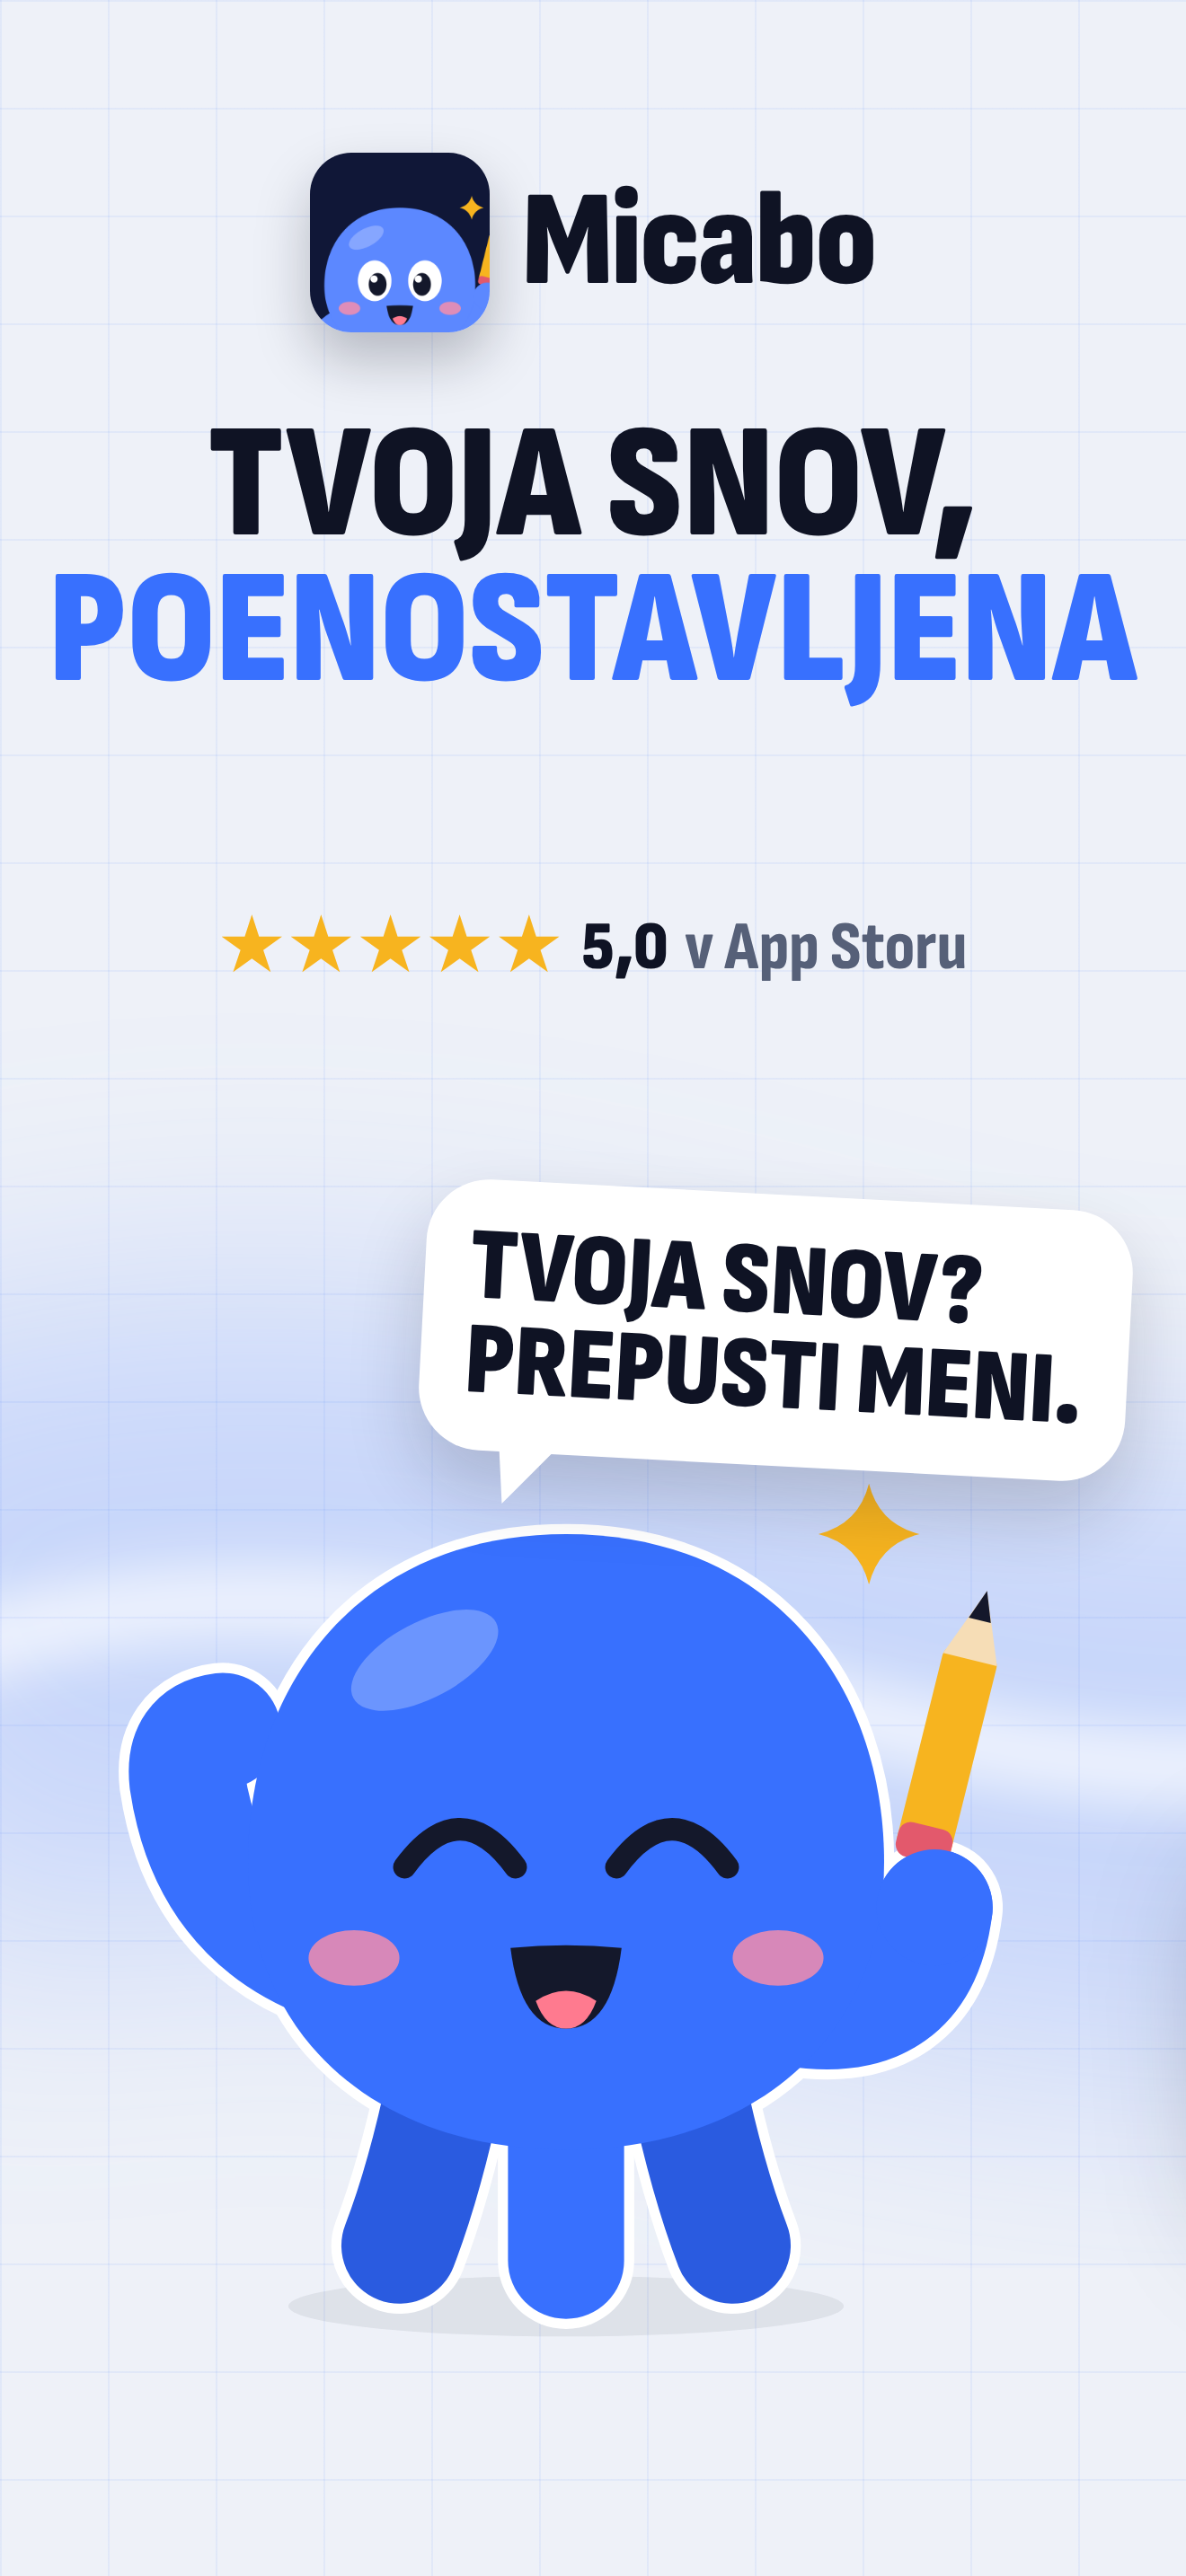 Micabo
TVOJA SNOV,
POENOSTAVLJENA
5,0 v App Storu
TVOJA SNOV?
PREPUSTI MENI.